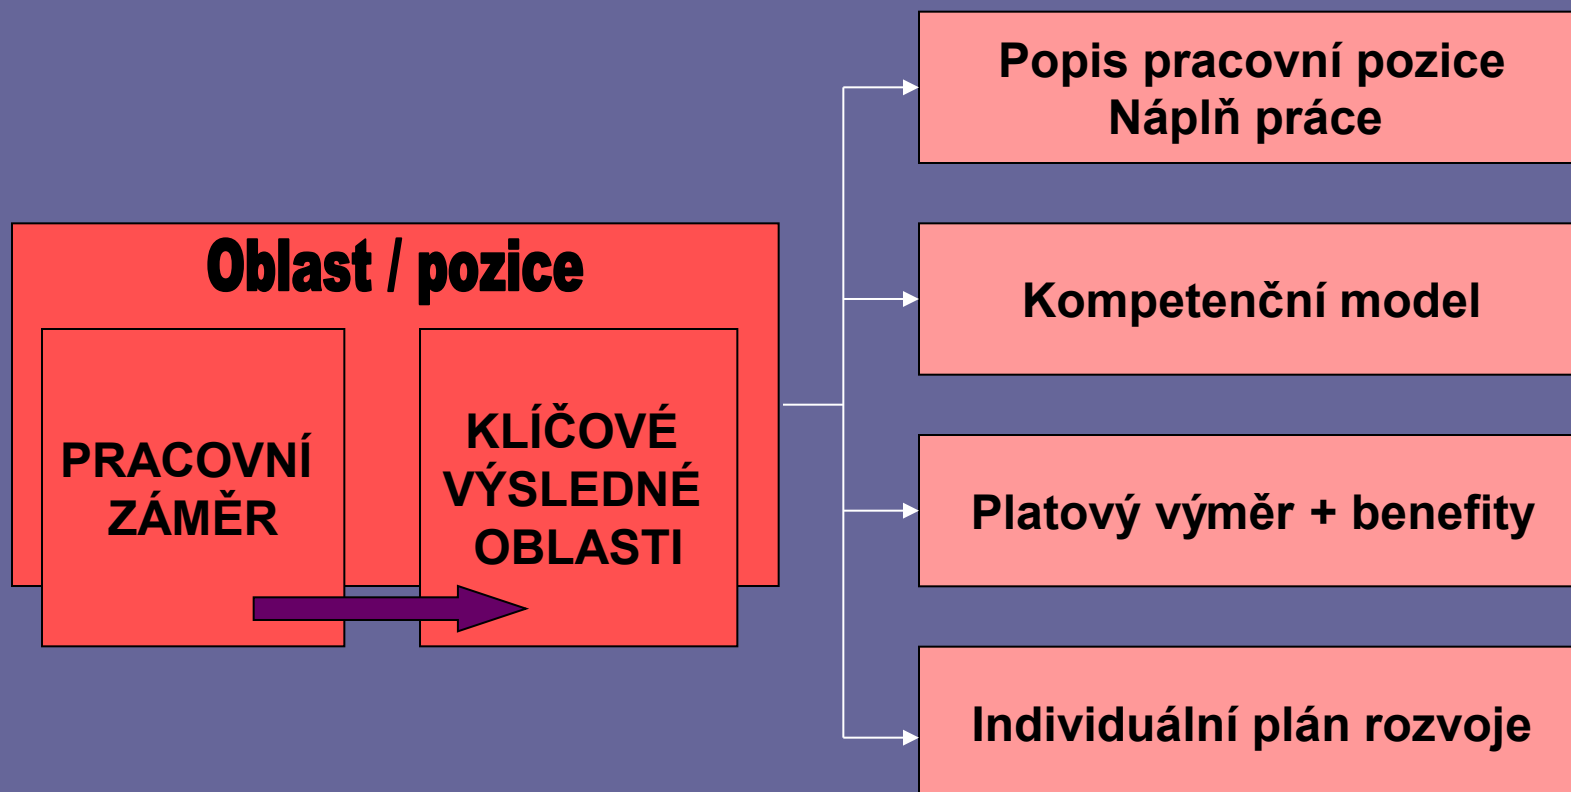 Oblast / pozice
PRACOVNÍ
ZÁMĚR
KLÍČOVÉ
VÝSLEDNÉ
OBLASTI
Popis pracovní pozice
Náplň práce
Kompetenční model
Platový výměr + benefity
Individuální plán rozvoje